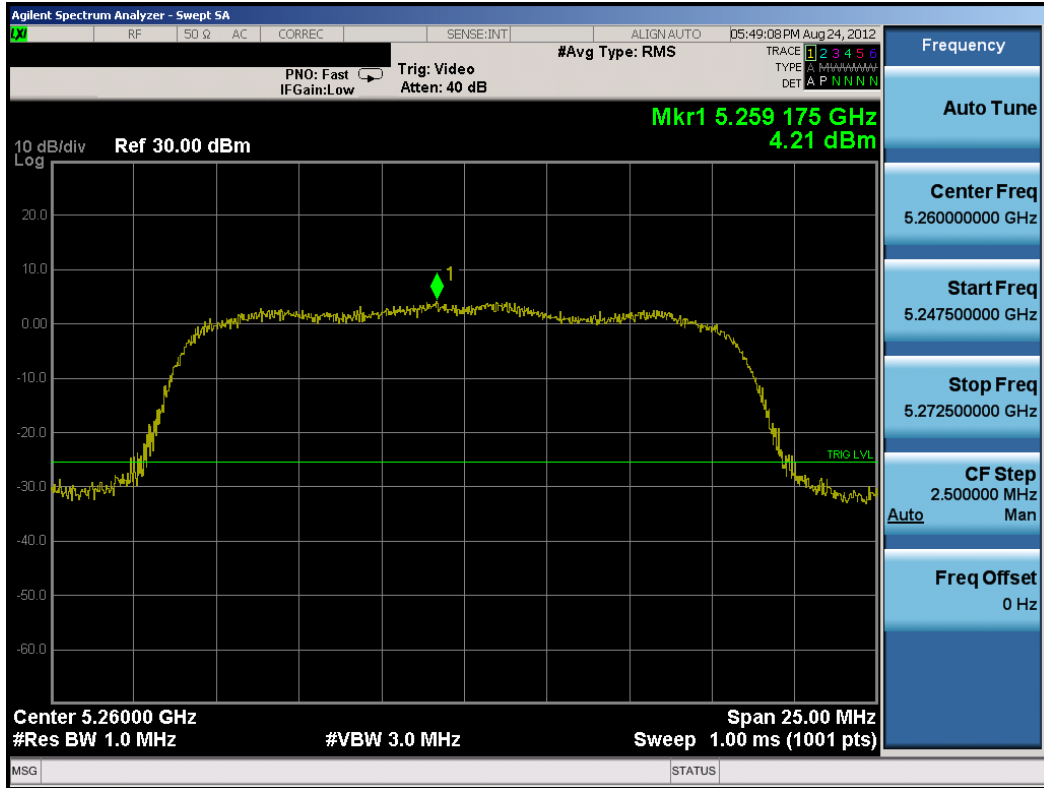 Agilent Spectrum Analyzer - Swept SA
LXI RF 50 Ω AC CORREC SENSE:INT ALIGN AUTO 05:49:08 PM Aug 24, 2012
#Avg Type: RMS
TRACE 1 2 3 4 5 6
TYPE A MWWWWW
DET A P N N N N
PNO: Fast
IFGain:Low
Trig: Video
Atten: 40 dB
Mkr1 5.259 175 GHz
4.21 dBm
10 dB/div
Log
Ref 30.00 dBm
20.0
10.0
0.00
-10.0
-20.0
-30.0
-40.0
-50.0
-60.0
1
TRIG LVL
Center 5.26000 GHz
Span 25.00 MHz
#Res BW 1.0 MHz
#VBW 3.0 MHz
Sweep 1.00 ms (1001 pts)
MSG
STATUS
Frequency
Auto Tune
Center Freq
5.260000000 GHz
Start Freq
5.247500000 GHz
Stop Freq
5.272500000 GHz
CF Step
2.500000 MHz
Auto Man
Freq Offset
0 Hz